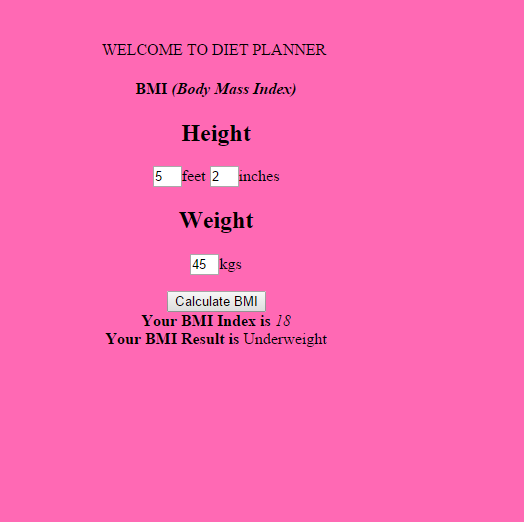 WELCOME TO DIET PLANNER
BMI (Body Mass Index)
Height
5 feet 2 inches
Weight
45 kgs
Calculate BMI
Your BMI Index is 18
Your BMI Result is Underweight